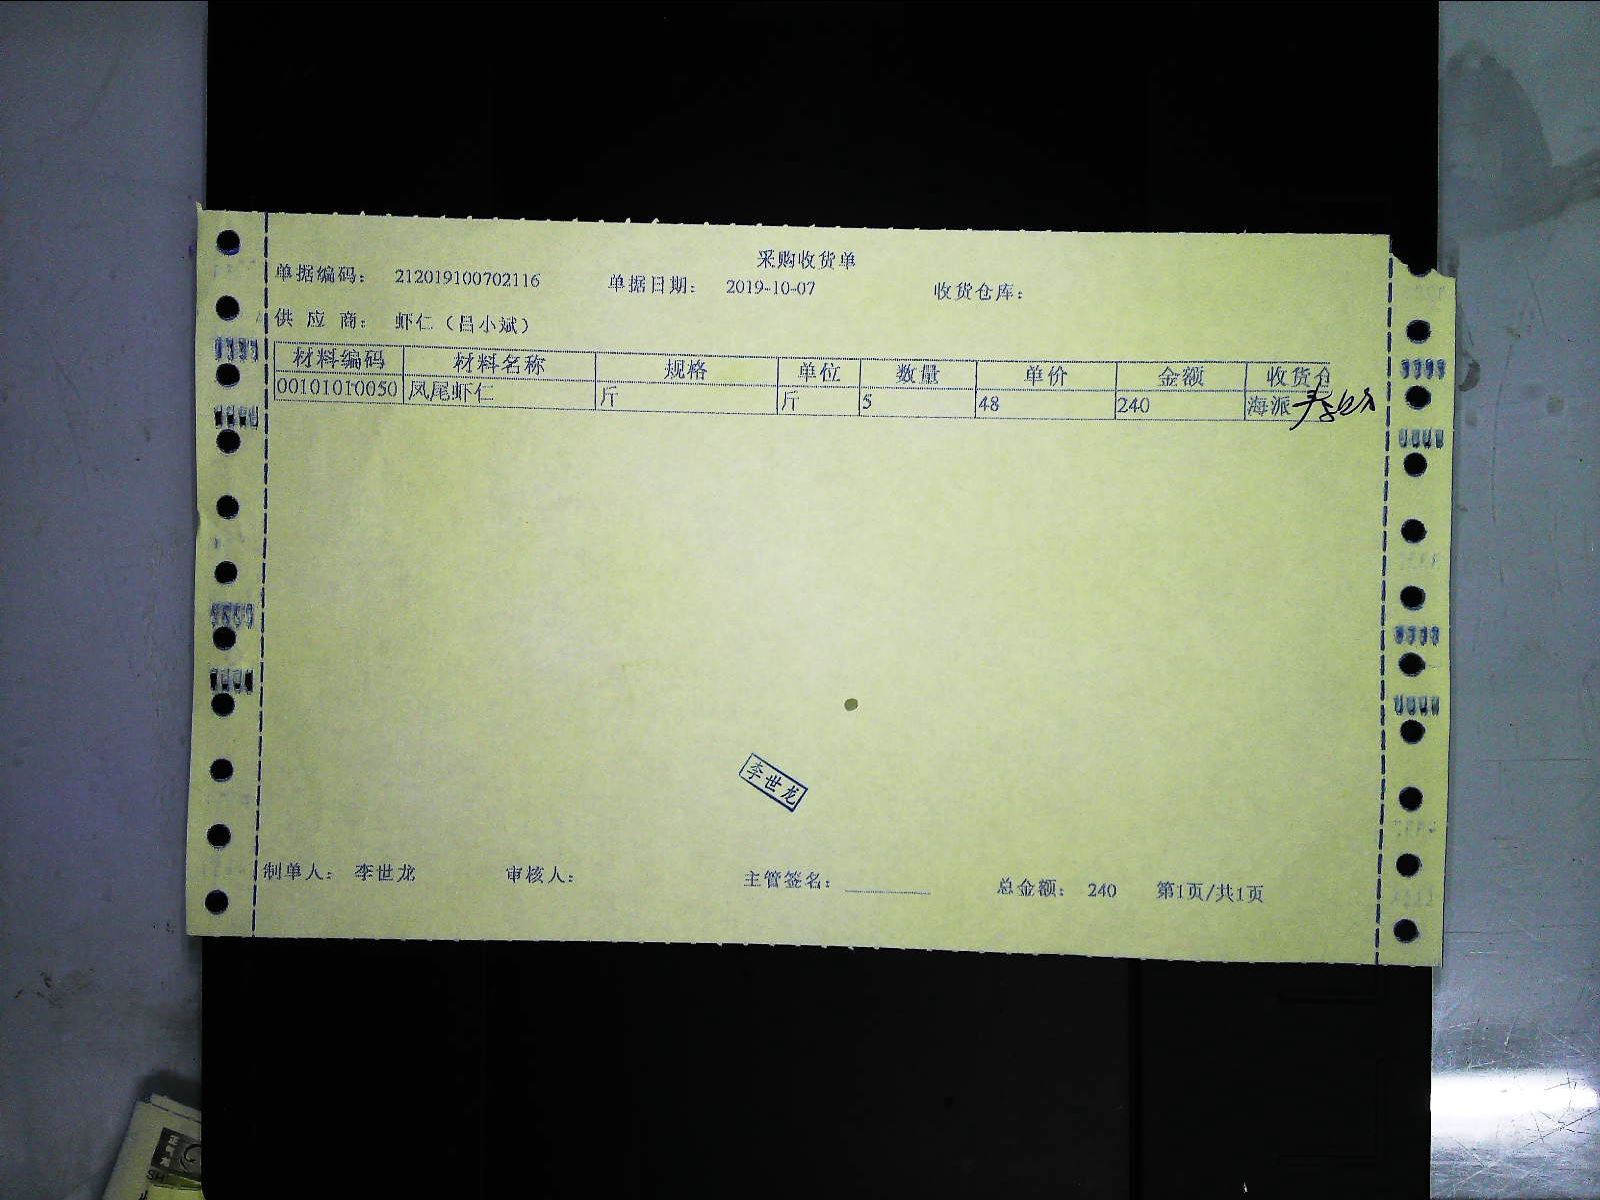 采购收货单
单据编码： 212019100702116 单据日期： 2019-10-07 收货仓库：
供 应 商： 虾仁（吕小斌）
材料编码 材料名称 规格 单位 数量 单价 金额 收货仓
00101010050 凤尾虾仁 斤 斤 5 48 240 海派
李世龙
制单人： 李世龙 审核人： 主管签名： 总金额： 240 第1页/共1页